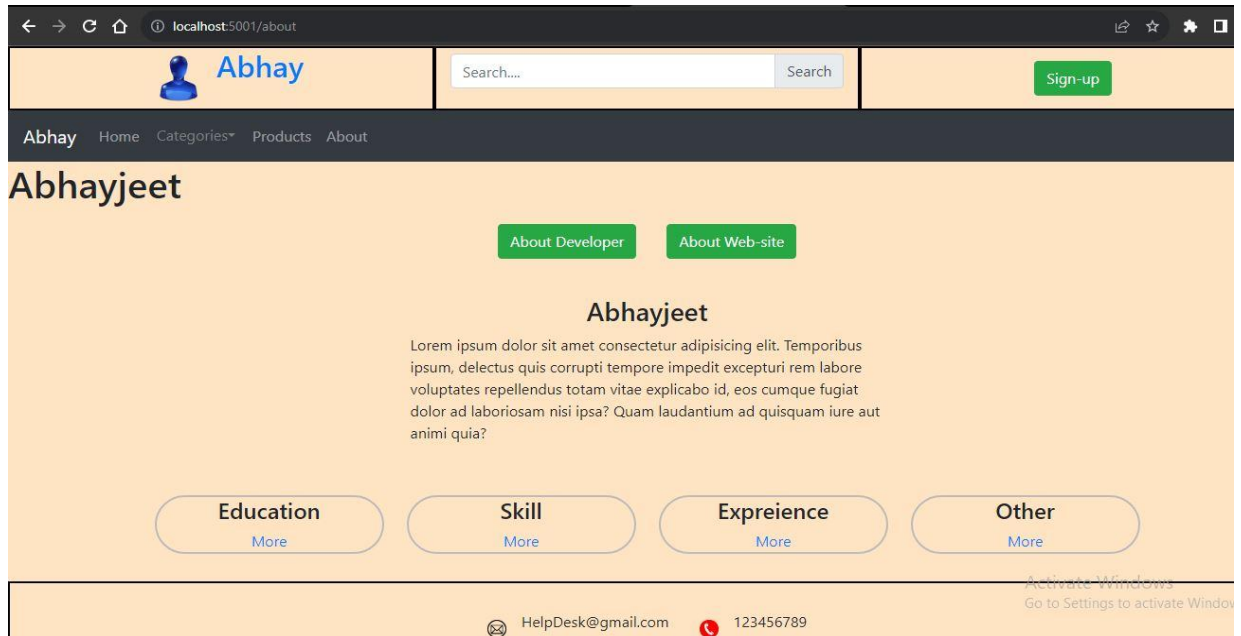 localhost:5001/about
Abhay
Search....
Search
Sign-up
Abhay Home Categories Products About
Abhayjeet
About Developer
About Web-site
Abhayjeet
Lorem ipsum dolor sit amet consectetur adipisicing elit. Temporibus
ipsum, delectus quis corrupti tempore impedit excepturi rem labore
voluptates repellendus totam vitae explicabo id, eos cumque fugiat
dolor ad laboriosam nisi ipsa? Quam laudantium ad quisquam iure aut
animi quia?
Education
More
Skill
More
Expreience
More
Other
More
Activate Windows
Go to Settings to activate Window
HelpDesk@gmail.com
123456789